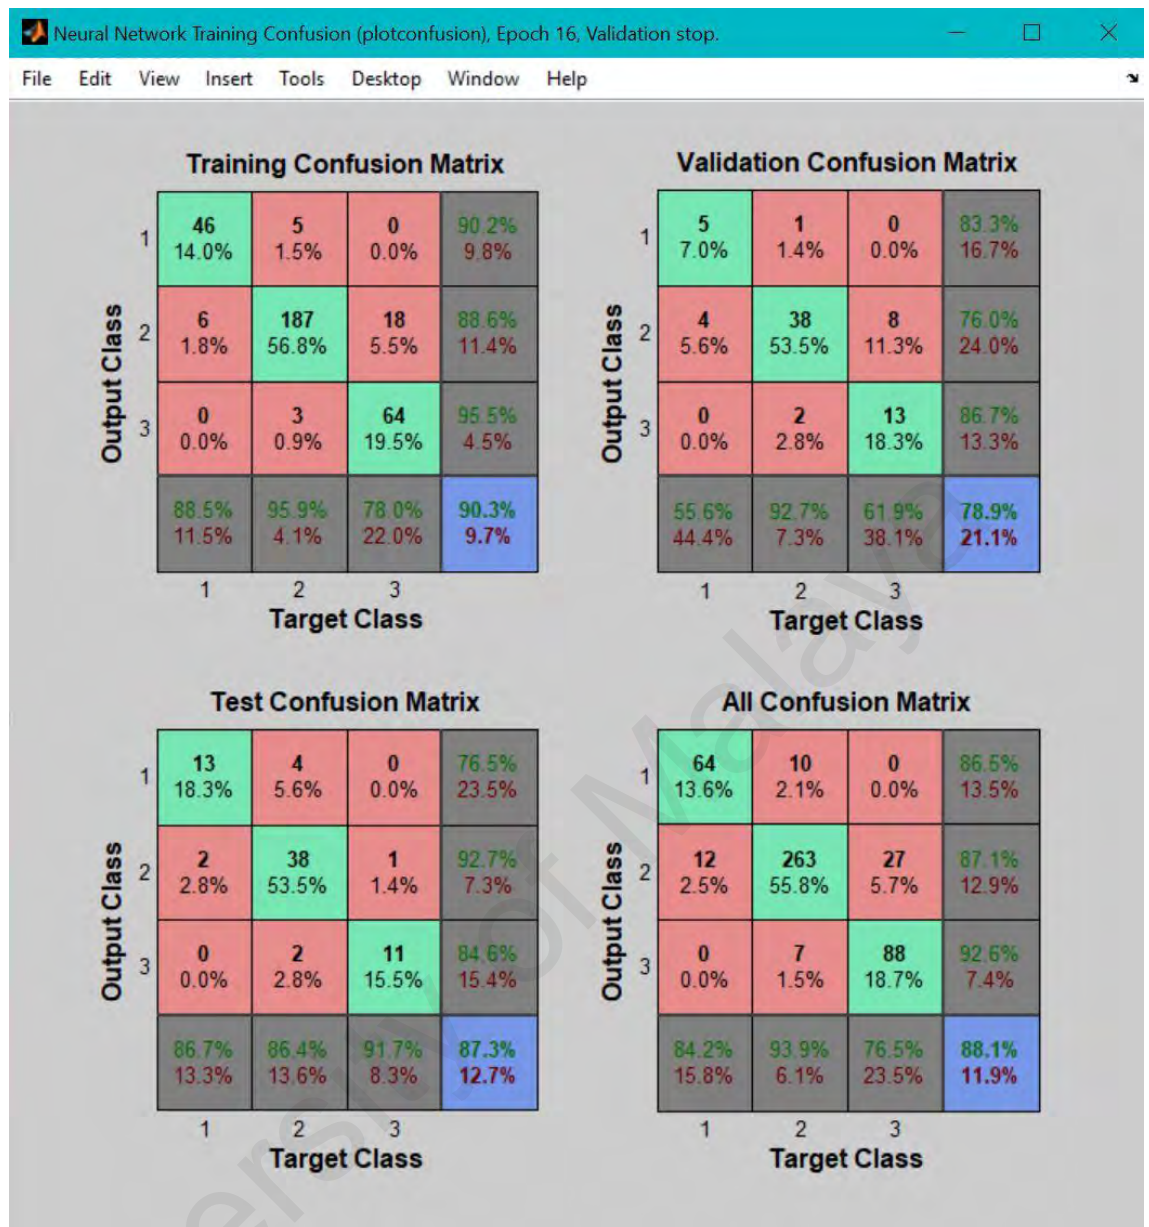 Neural Network Training Confusion (plotconfusion), Epoch 16, Validation stop.
File Edit View Insert Tools Desktop Window Help
Training Confusion Matrix
46 5 0 90.2%
1
14.0% 1.5% 0.0% 9.8%
6 187 18 88.6%
2
1.8% 56.8% 5.5% 11.4%
0 3 64 95.5%
3
0.0% 0.9% 19.5% 4.5%
88.5% 95.9% 78.0% 90.3%
11.5% 4.1% 22.0% 9.7%
Output Class
1 2 3
Target Class
Validation Confusion Matrix
5 1 0 83.3%
1
7.0% 1.4% 0.0% 16.7%
4 38 8 76.0%
2
5.6% 53.5% 11.3% 24.0%
0 2 13 86.7%
3
0.0% 2.8% 18.3% 13.3%
55.6% 92.7% 61.9% 78.9%
44.4% 7.3% 38.1% 21.1%
Output Class
1 2 3
Target Class
Test Confusion Matrix
13 4 0 76.5%
1
18.3% 5.6% 0.0% 23.5%
2 38 1 92.7%
2
2.8% 53.5% 1.4% 7.3%
0 2 11 84.6%
3
0.0% 2.8% 15.5% 15.4%
86.7% 86.4% 91.7% 87.3%
13.3% 13.6% 8.3% 12.7%
Output Class
1 2 3
Target Class
All Confusion Matrix
64 10 0 86.5%
1
13.6% 2.1% 0.0% 13.5%
12 263 27 87.1%
2
2.5% 55.8% 5.7% 12.9%
0 7 88 92.6%
3
0.0% 1.5% 18.7% 7.4%
84.2% 93.9% 76.5% 88.1%
15.8% 6.1% 23.5% 11.9%
Output Class
1 2 3
Target Class
of Malaya